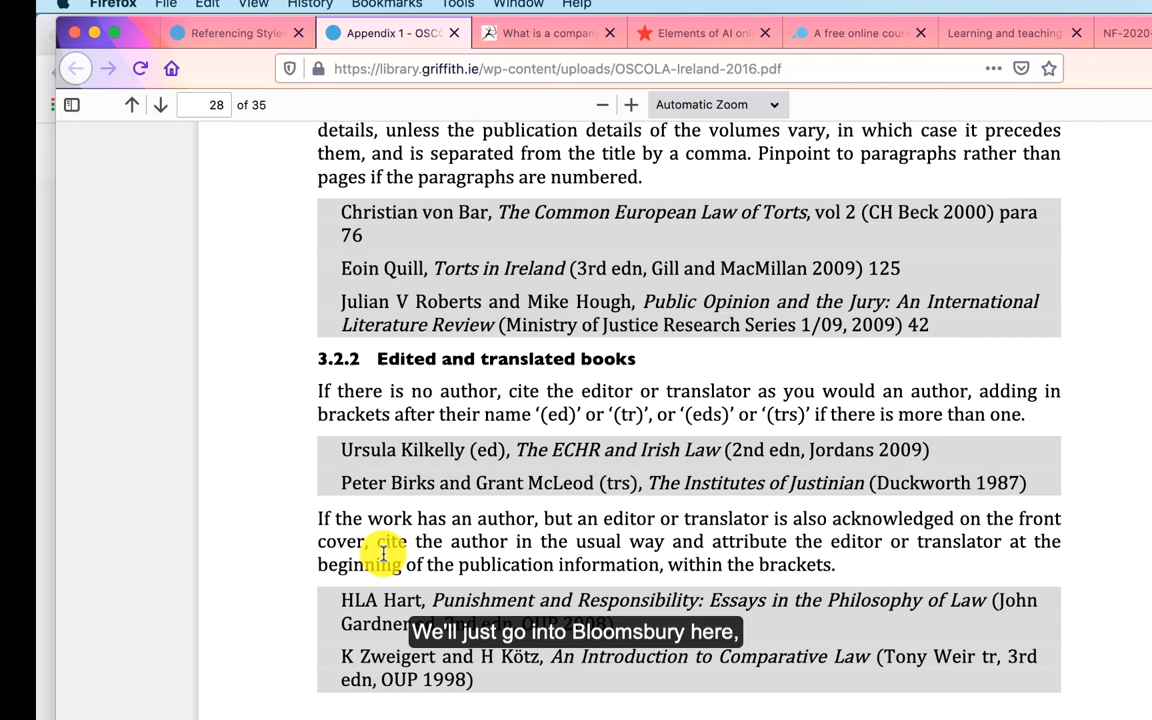 Firefox File Edit View History Bookmarks Tools Window Help
Referencing Style Appendix 1 - OSCO What is a company Elements of AI onl A free online cour Learning and teaching NF-2020-
https://library.griffith.ie/wp-content/uploads/OSCOLA-Ireland-2016.pdf
28 of 35 Automatic Zoom
details, unless the publication details of the volumes vary, in which case it precedes
them, and is separated from the title by a comma. Pinpoint to paragraphs rather than
pages if the paragraphs are numbered.
Christian von Bar, The Common European Law of Torts, vol 2 (CH Beck 2000) para
76
Eoin Quill, Torts in Ireland (3rd edn, Gill and MacMillan 2009) 125
Julian V Roberts and Mike Hough, Public Opinion and the Jury: An International
Literature Review (Ministry of Justice Research Series 1/09, 2009) 42
3.2.2 Edited and translated books
If there is no author, cite the editor or translator as you would an author, adding in
brackets after their name ‘(ed)’ or ‘(tr)’, or ‘(eds)’ or ‘(trs)’ if there is more than one.
Ursula Kilkelly (ed), The ECHR and Irish Law (2nd edn, Jordans 2009)
Peter Birks and Grant McLeod (trs), The Institutes of Justinian (Duckworth 1987)
If the work has an author, but an editor or translator is also acknowledged on the front
cover, cite the author in the usual way and attribute the editor or translator at the
beginning of the publication information, within the brackets.
HLA Hart, Punishment and Responsibility: Essays in the Philosophy of Law (John
Gardner ed, 2nd edn, OUP 2008)
We'll just go into Bloomsbury here,
K Zweigert and H Kötz, An Introduction to Comparative Law (Tony Weir tr, 3rd
edn, OUP 1998)